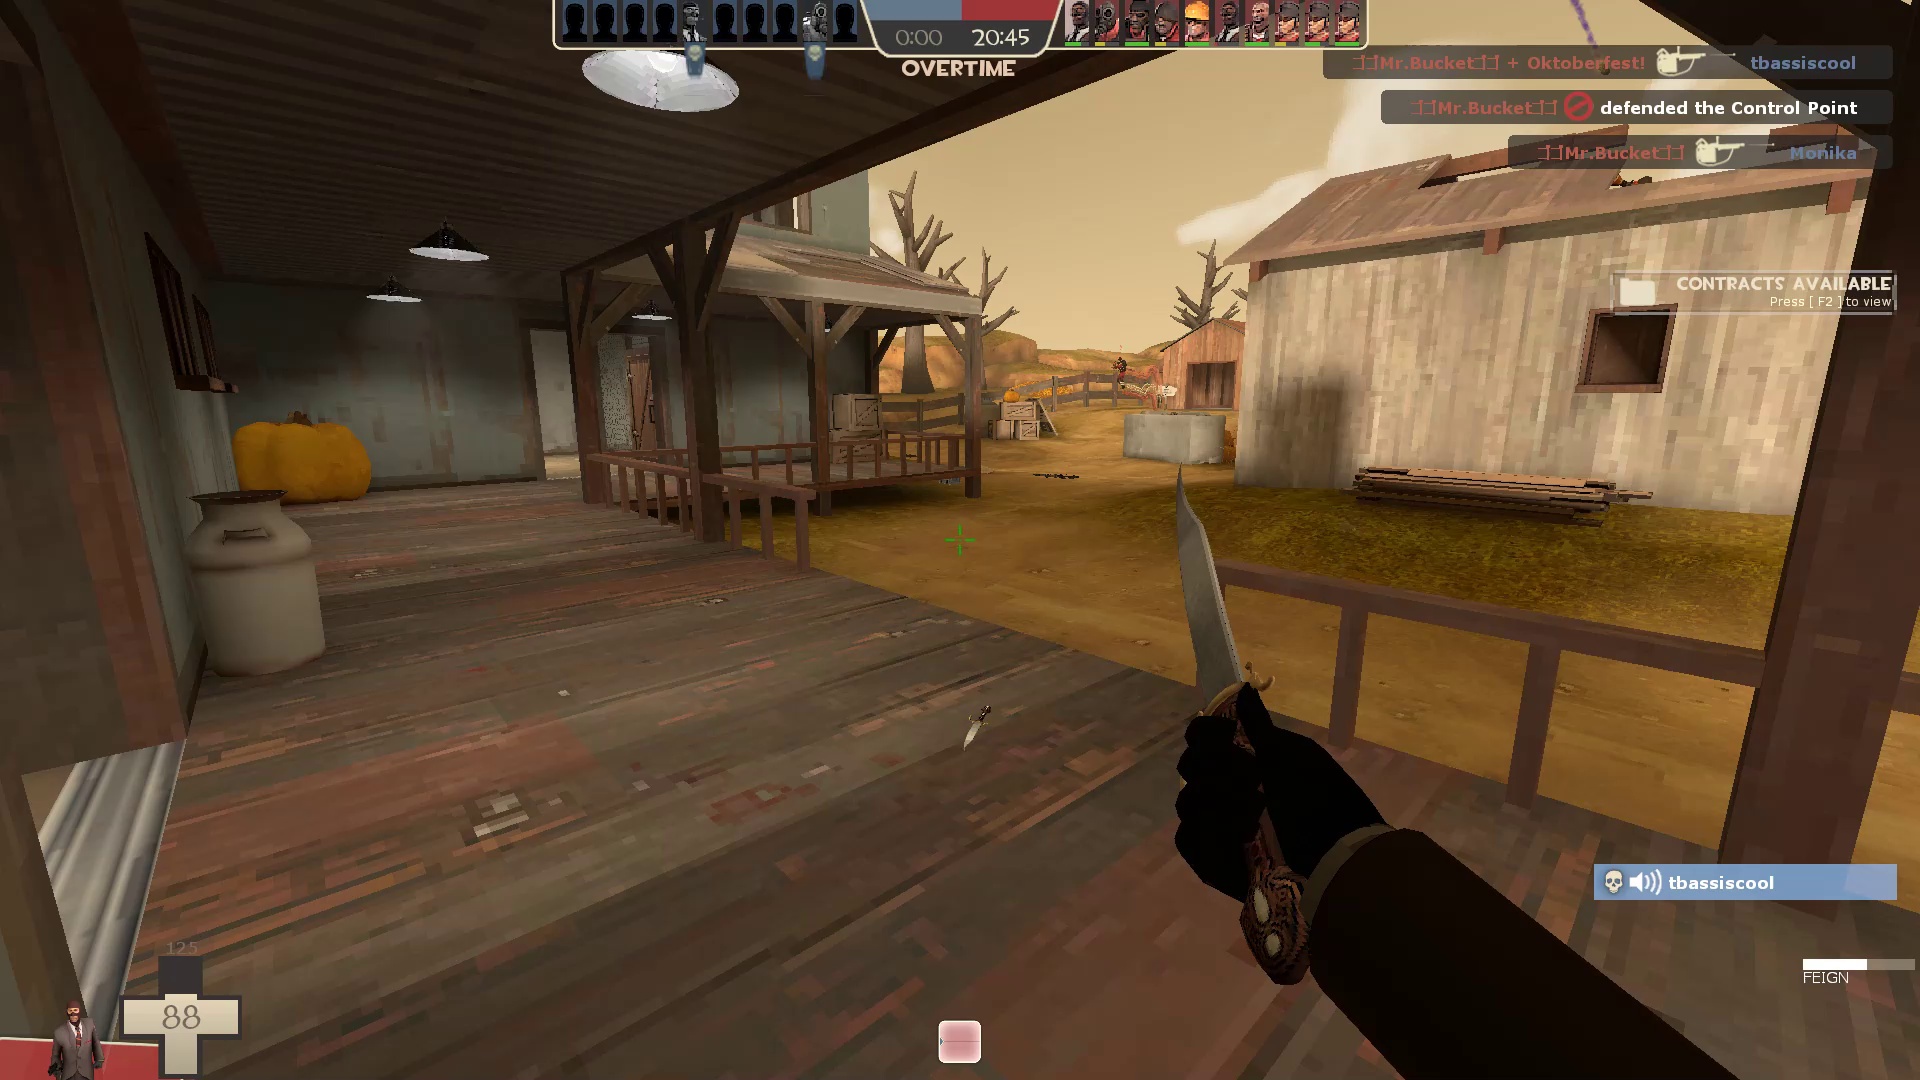 0:00 20:45
OVERTIME
Mr.Bucket + Oktoberfest! tbassiscool
Mr.Bucket defended the Control Point
Mr.Bucket Monika
CONTRACTS AVAILABLE
Press [ F2 ] to view
tbassiscool
125
88
FEIGN